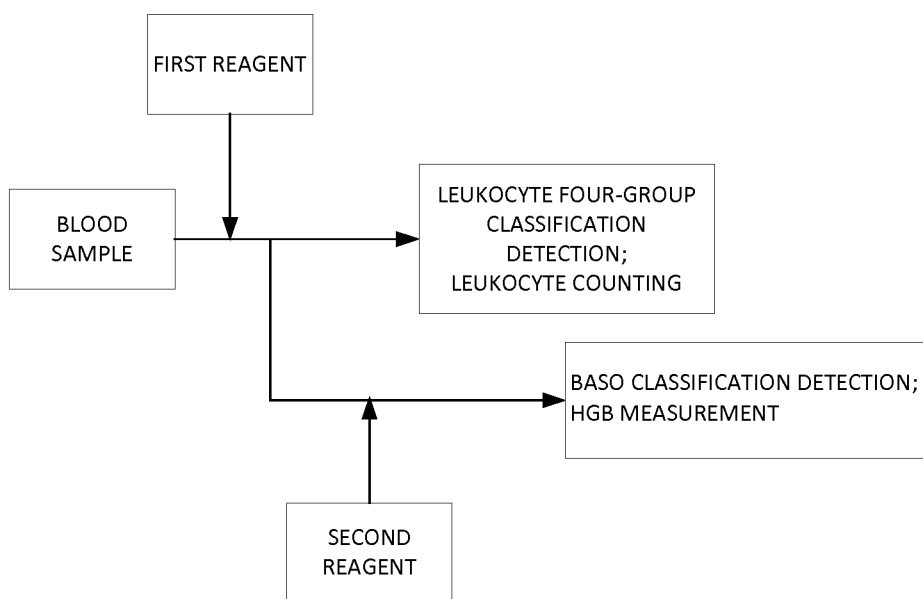 FIRST REAGENT
BLOOD
SAMPLE
LEUKOCYTE FOUR-GROUP
CLASSIFICATION
DETECTION;
LEUKOCYTE COUNTING
BASO CLASSIFICATION DETECTION;
HGB MEASUREMENT
SECOND
REAGENT